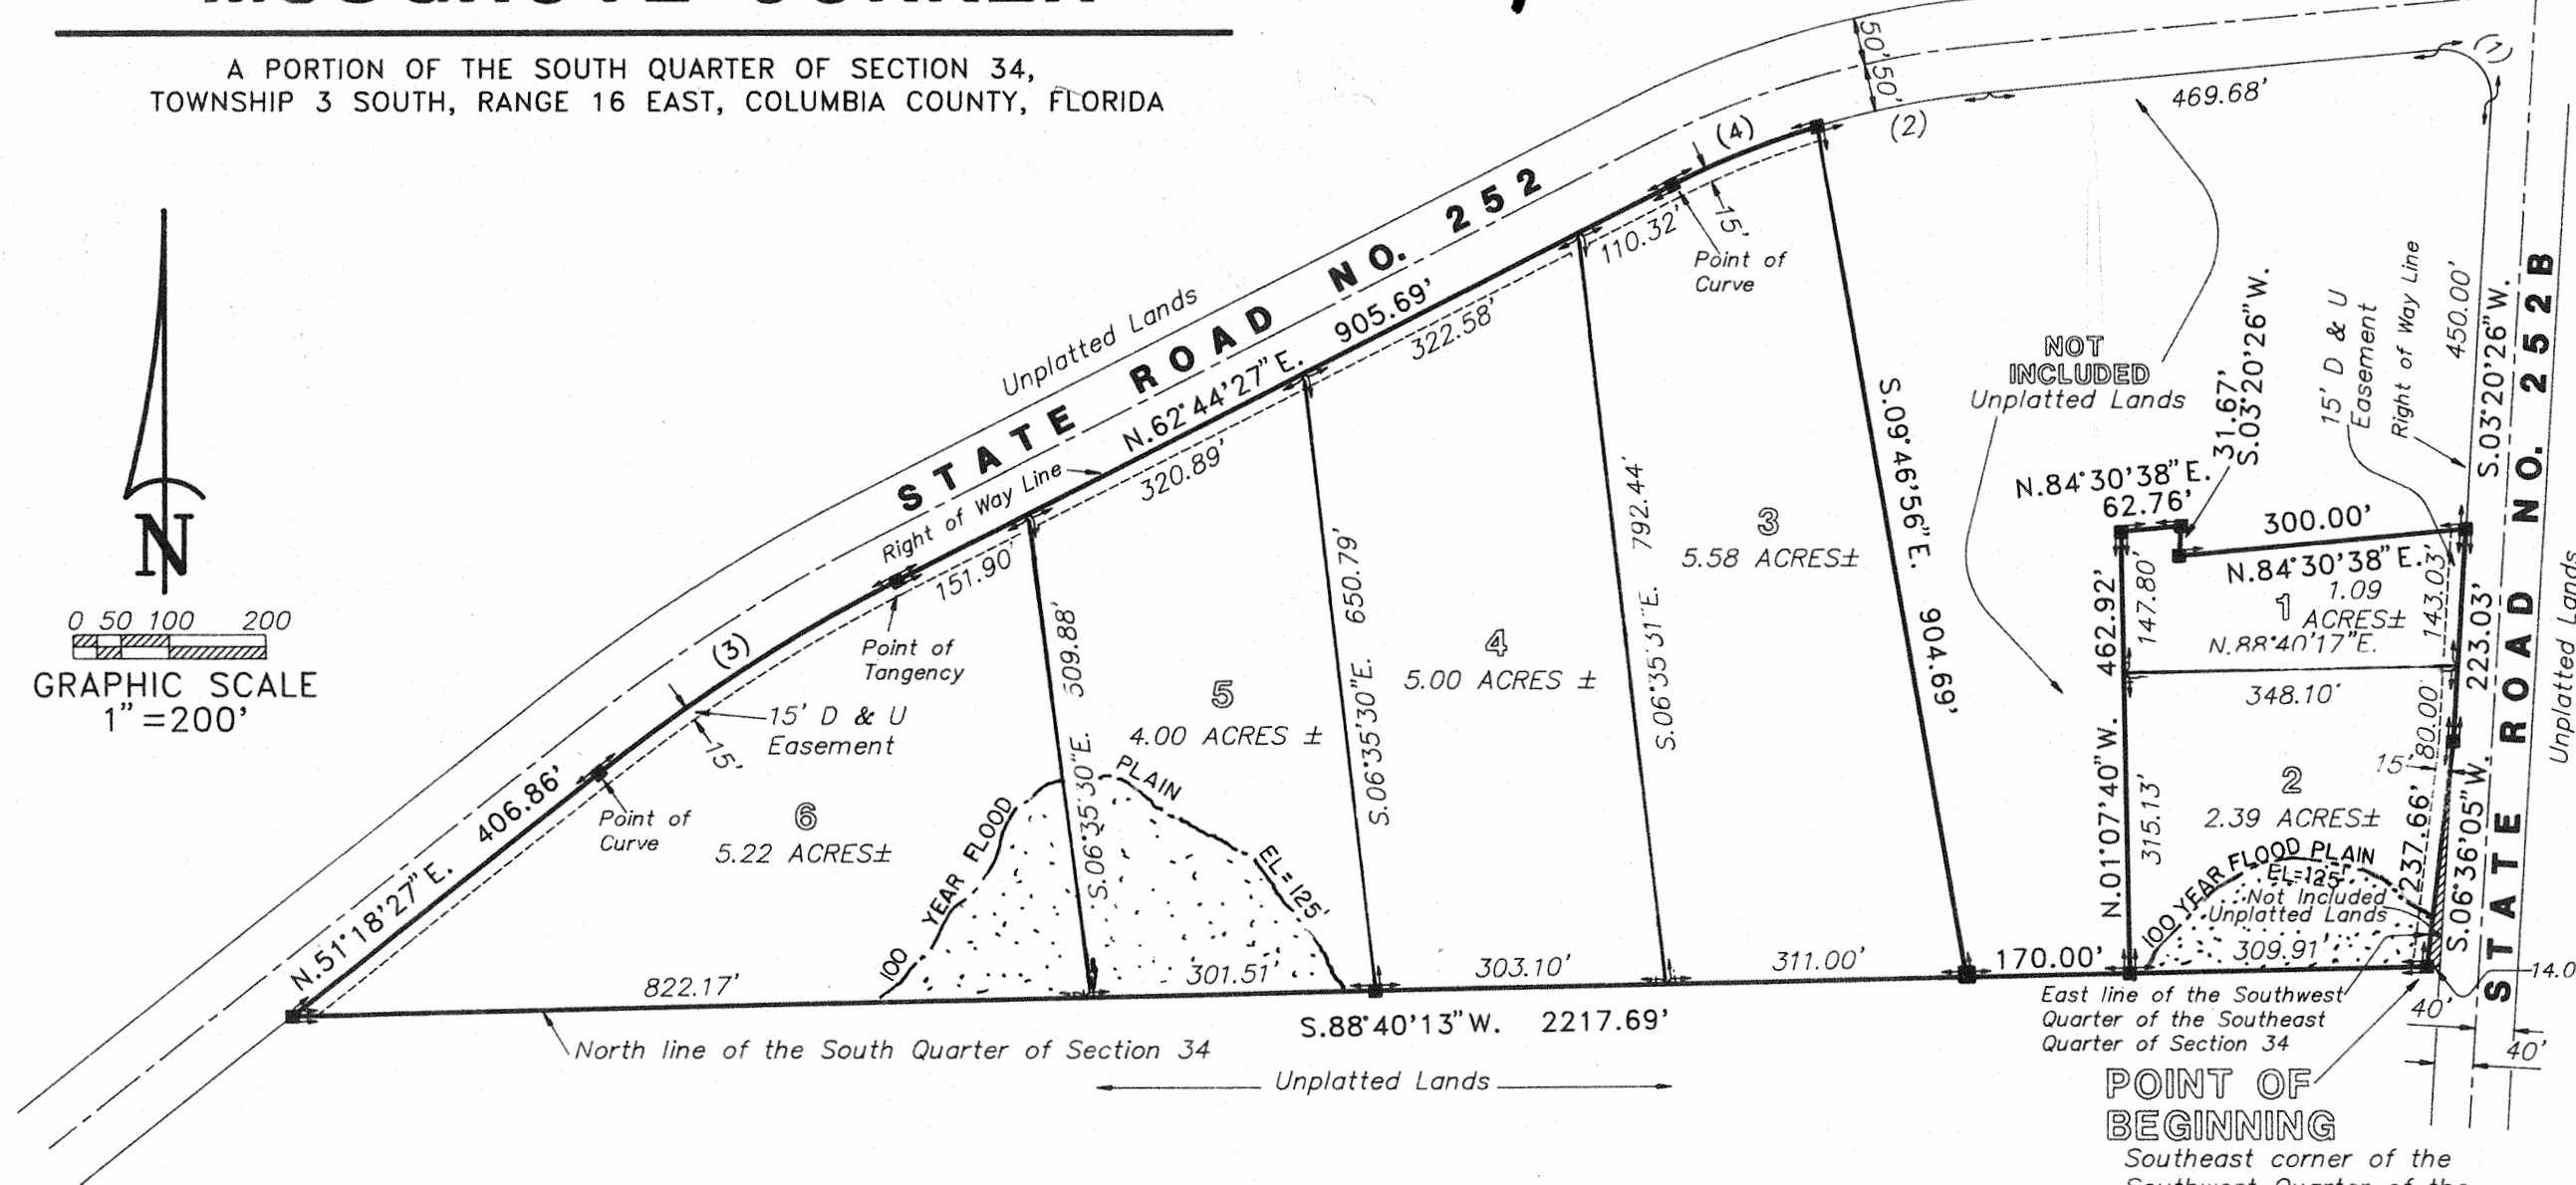 A PORTION OF THE SOUTH QUARTER OF SECTION 34,
TOWNSHIP 3 SOUTH, RANGE 16 EAST, COLUMBIA COUNTY, FLORIDA
N
0 50 100 200
GRAPHIC SCALE
1"=200'
STATE ROAD NO. 252
Unplatted Lands
Right of Way Line
N.62°44'27"E. 905.69'
151.90'
320.89'
322.58'
110.32'
(4)
15'
Point of
Curve
50'
50'
(2)
469.68'
(1)
(3)
Point of
Tangency
15' D & U
Easement
15'
Point of
Curve
N.51°18'27"E. 406.86'
6
5.22 ACRES±
S.06°35'30"E. 509.88'
5
4.00 ACRES ±
S.06°35'30"E. 650.79'
4
5.00 ACRES ±
S.06°35'31"E. 792.44'
3
5.58 ACRES±
S.09°46'56"E. 904.69'
100 YEAR FLOOD PLAIN EL=125'
822.17'
301.51'
303.10'
311.00'
170.00'
309.91'
S.88°40'13"W. 2217.69'
North line of the South Quarter of Section 34
Unplatted Lands
NOT
INCLUDED
Unplatted Lands
N.84°30'38"E.
62.76'
31.67'
S.03°20'26"W.
15' D & U
Easement
Right of Way Line
450.00'
S.03°20'26"W.
300.00'
N.84°30'38"E.
1
1.09
ACRES±
143.03'
147.80'
N.88°40'17"E.
348.10'
N.01°07'40"W. 462.92'
315.13'
2
2.39 ACRES±
80.00'
15'
223.03'
237.66'
S.06°36'05"W.
100 YEAR FLOOD PLAIN
EL=125'
Not Included
Unplatted Lands
STATE ROAD NO. 252B
Unplatted Lands
14.0
40'
40'
East line of the Southwest
Quarter of the Southeast
Quarter of Section 34
POINT OF
BEGINNING
Southeast corner of the